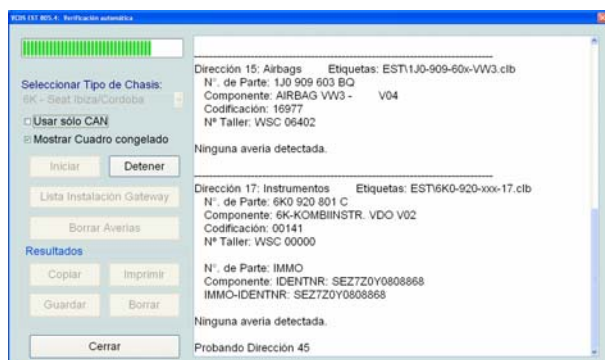 VCDS EST 805.4: Verificación automática
Seleccionar Tipo de Chasis:
6K - Seat Ibiza/Cordoba
Usar sólo CAN
Mostrar Cuadro congelado
Iniciar
Detener
Lista Instalación Gateway
Borrar Averías
Resultados
Copiar
Imprimir
Guardar
Borrar
Cerrar
Dirección 15: Airbags Etiquetas: EST\1J0-909-60x-VW3.clb
N°. de Parte: 1J0 909 603 BQ
Componente: AIRBAG VW3 - V04
Codificación: 16977
Nº Taller: WSC 06402
Ninguna averia detectada.
Dirección 17: Instrumentos Etiquetas: EST\6K0-920-xxx-17.clb
N°. de Parte: 6K0 920 801 C
Componente: 6K-KOMBIINSTR. VDO V02
Codificación: 00141
Nº Taller: WSC 00000
N°. de Parte: IMMO
Componente: IDENTNR: SEZ7Z0Y0808868
IMMO-IDENTNR: SEZ7Z0Y0808868
Ninguna averia detectada.
Probando Dirección 45